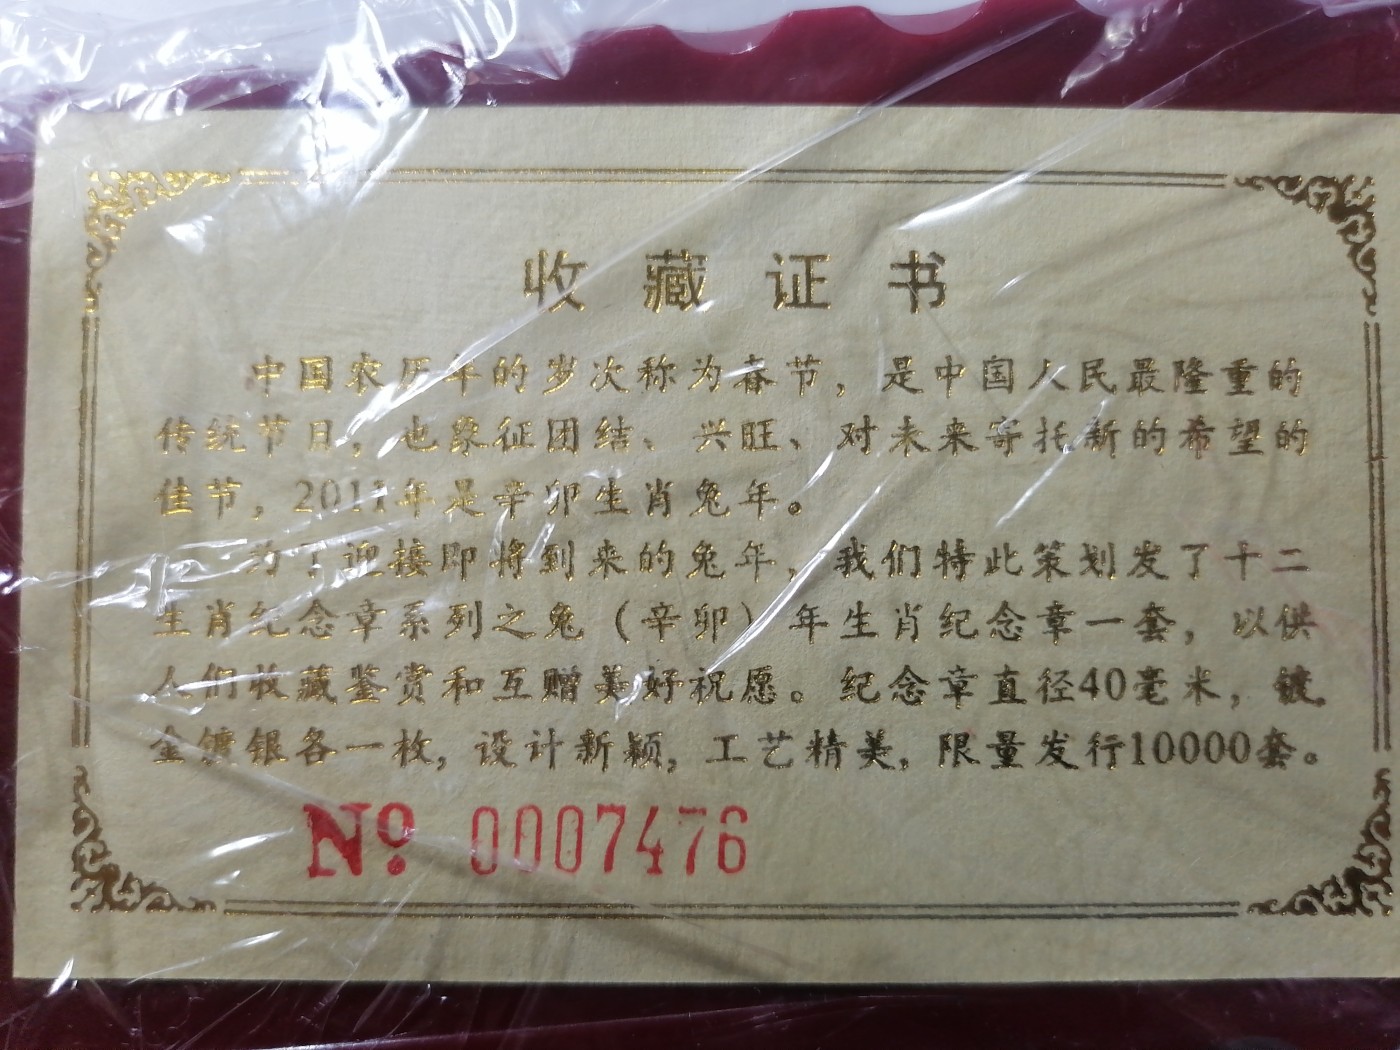 收藏证书
中国农历年的岁次称为春节，是中国人民最隆重的
传统节日，也象征团结、兴旺、对未来寄托新的希望的
佳节，2011年是辛卯生肖兔年。
为了迎接即将到来的兔年，我们特此策划发了十二
生肖纪念章系列之兔（辛卯）年生肖纪念章一套，以供
人们收藏鉴赏和互赠美好祝愿。纪念章直径40毫米，镀
金镀银各一枚，设计新颖，工艺精美，限量发行10000套。
№ 0007476